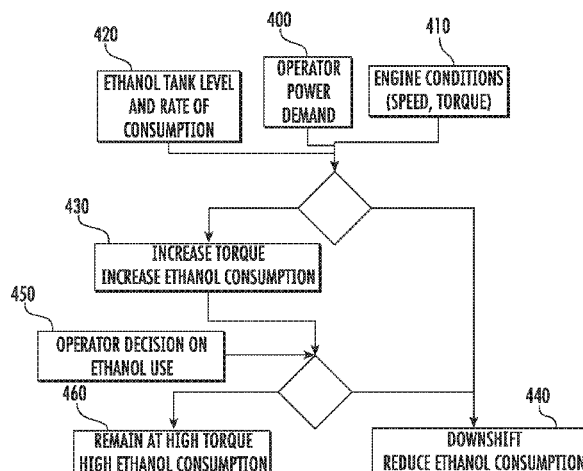 420
ETHANOL TANK LEVEL
AND RATE OF
CONSUMPTION
400
OPERATOR
POWER
DEMAND
410
ENGINE CONDITIONS
(SPEED, TORQUE)
430
INCREASE TORQUE
INCREASE ETHANOL CONSUMPTION
450
OPERATOR DECISION ON
ETHANOL USE
460
REMAIN AT HIGH TORQUE
HIGH ETHANOL CONSUMPTION
440
DOWNSHIFT
REDUCE ETHANOL CONSUMPTION